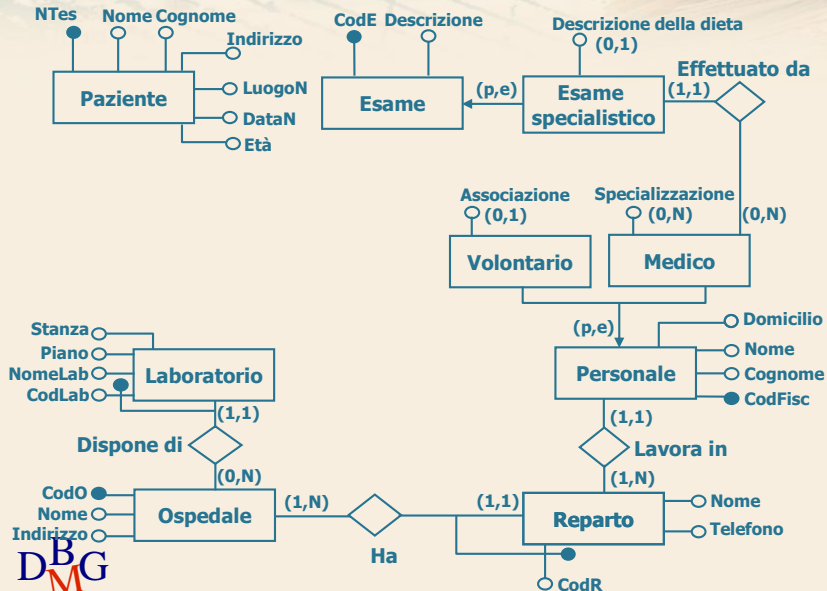 NTes
Nome Cognome
Indirizzo
Paziente
LuogoN
DataN
Età
CodE Descrizione
Esame
(p,e)
Descrizione della dieta
(0,1)
Esame
specialistico
(1,1)
Effettuato da
(0,N)
Associazione
(0,1)
Volontario
Specializzazione
(0,N)
Medico
(p,e)
Domicilio
Nome
Cognome
CodFisc
Personale
(1,1)
Lavora in
(1,N)
Stanza
Piano
NomeLab
CodLab
Laboratorio
(1,1)
Dispone di
(0,N)
CodO
Nome
Indirizzo
Ospedale
(1,N)
Ha
(1,1)
Reparto
Nome
Telefono
CodR
DBMG